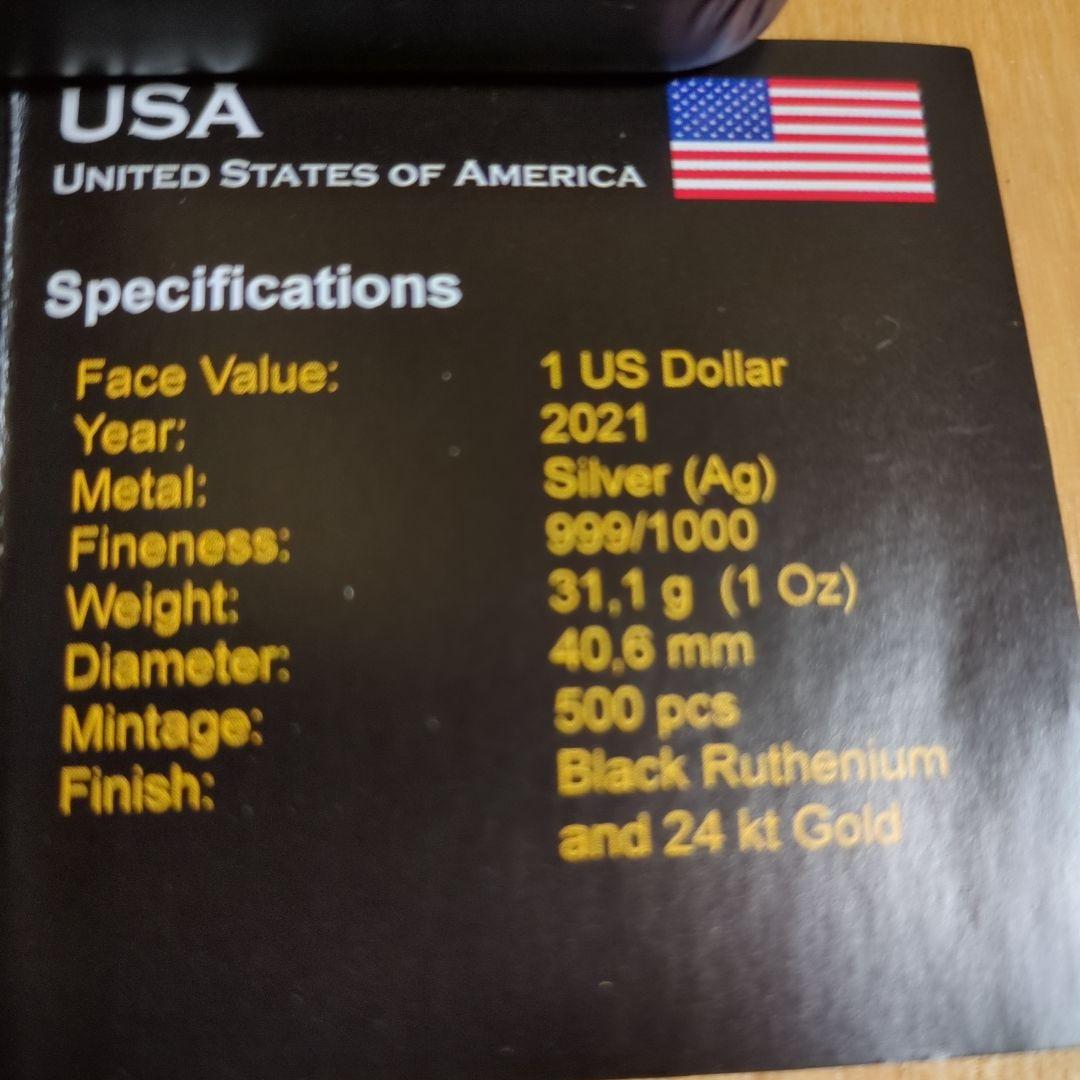 USA
UNITED STATES OF AMERICA
Specifications
Face Value: 1 US Dollar
Year: 2021
Metal: Silver (Ag)
Fineness: 999/1000
Weight: 31,1 g (1 Oz)
Diameter: 40,6 mm
Mintage: 500 pcs
Finish: Black Ruthenium
and 24 kt Gold